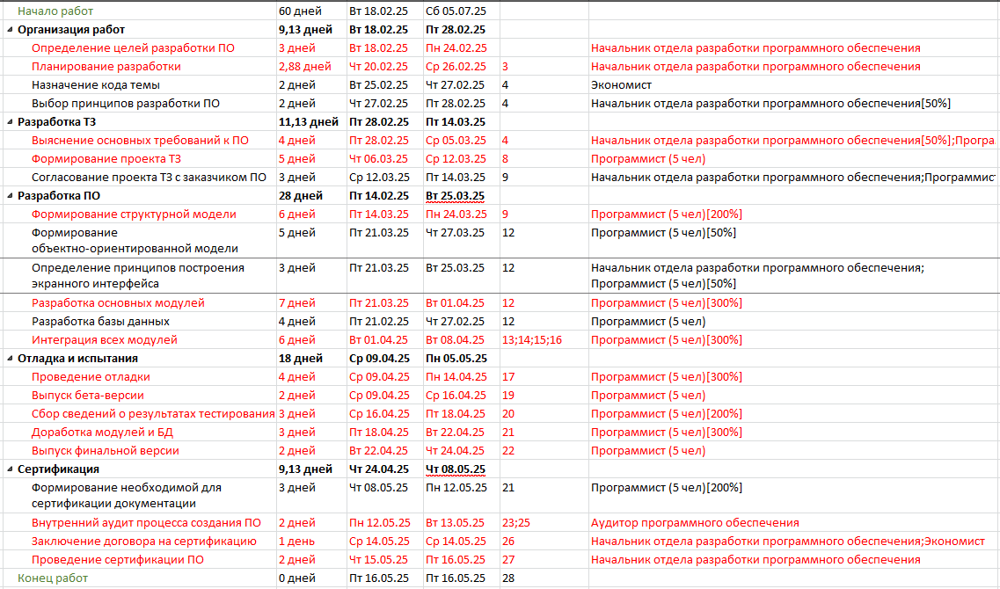 Начало работ 60 дней Вт 18.02.25 Сб 05.07.25
Организация работ 9,13 дней Вт 18.02.25 Пт 28.02.25
Определение целей разработки ПО 3 дней Вт 18.02.25 Пн 24.02.25 Начальник отдела разработки программного обеспечения
Планирование разработки 2,88 дней Чт 20.02.25 Ср 26.02.25 3 Начальник отдела разработки программного обеспечения
Назначение кода темы 2 дней Вт 25.02.25 Чт 27.02.25 4 Экономист
Выбор принципов разработки ПО 2 дней Чт 27.02.25 Пт 28.02.25 4 Начальник отдела разработки программного обеспечения[50%]
Разработка ТЗ 11,13 дней Пт 28.02.25 Пт 14.03.25
Выяснение основных требований к ПО 4 дней Пт 28.02.25 Ср 05.03.25 4 Начальник отдела разработки программного обеспечения[50%];Програ
Формирование проекта ТЗ 5 дней Чт 06.03.25 Ср 12.03.25 8 Программист (5 чел)
Согласование проекта ТЗ с заказчиком ПО 3 дней Ср 12.03.25 Пт 14.03.25 9 Начальник отдела разработки программного обеспечения;Программист
Разработка ПО 28 дней Пт 14.02.25 Вт 25.03.25
Формирование структурной модели 6 дней Пт 14.03.25 Пн 24.03.25 9 Программист (5 чел)[200%]
Формирование 5 дней Пт 21.03.25 Чт 27.03.25 12 Программист (5 чел)[50%]
объектно-ориентированной модели
Определение принципов построения 3 дней Пт 21.03.25 Вт 25.03.25 12 Начальник отдела разработки программного обеспечения;
экранного интерфейса Программист (5 чел)[50%]
Разработка основных модулей 7 дней Пт 21.03.25 Вт 01.04.25 12 Программист (5 чел)[300%]
Разработка базы данных 4 дней Пт 21.02.25 Чт 27.02.25 12 Программист (5 чел)
Интеграция всех модулей 6 дней Вт 01.04.25 Вт 08.04.25 13;14;15;16 Программист (5 чел)[300%]
Отладка и испытания 18 дней Ср 09.04.25 Пн 05.05.25
Проведение отладки 4 дней Ср 09.04.25 Пн 14.04.25 17 Программист (5 чел)[300%]
Выпуск бета-версии 2 дней Ср 09.04.25 Ср 16.04.25 19 Программист (5 чел)
Сбор сведений о результатах тестирования 3 дней Ср 16.04.25 Пт 18.04.25 20 Программист (5 чел)[200%]
Доработка модулей и БД 3 дней Пт 18.04.25 Вт 22.04.25 21 Программист (5 чел)[300%]
Выпуск финальной версии 2 дней Вт 22.04.25 Чт 24.04.25 22 Программист (5 чел)
Сертификация 9,13 дней Чт 24.04.25 Чт 08.05.25
Формирование необходимой для 3 дней Чт 08.05.25 Пн 12.05.25 21 Программист (5 чел)[200%]
сертификации документации
Внутренний аудит процесса создания ПО 2 дней Пн 12.05.25 Вт 13.05.25 23;25 Аудитор программного обеспечения
Заключение договора на сертификацию 1 день Ср 14.05.25 Ср 14.05.25 26 Начальник отдела разработки программного обеспечения;Экономист
Проведение сертификации ПО 2 дней Чт 15.05.25 Пт 16.05.25 27 Начальник отдела разработки программного обеспечения
Конец работ 0 дней Пт 16.05.25 Пт 16.05.25 28